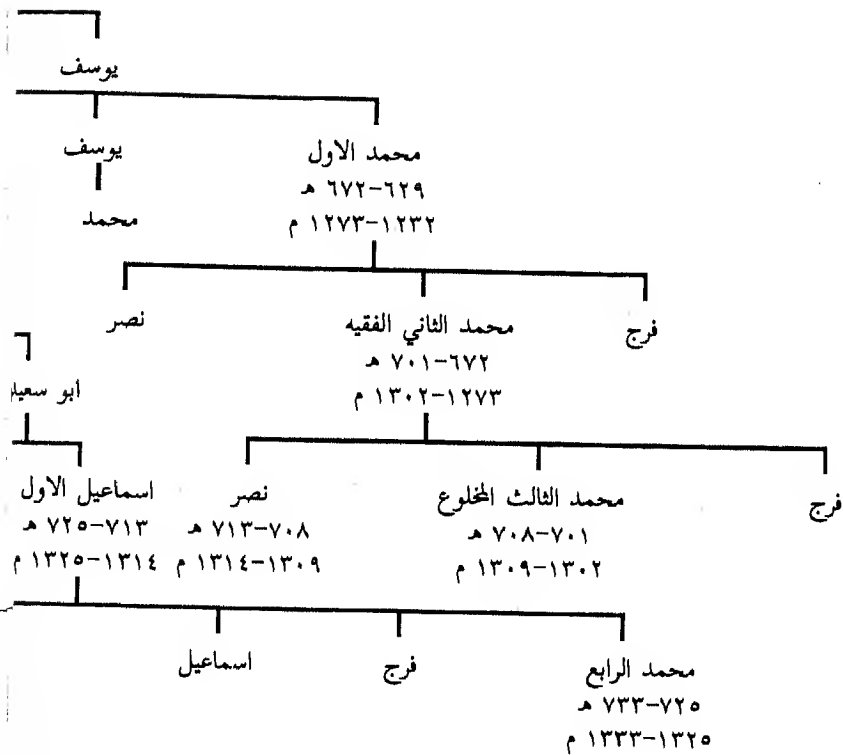 يوسف
محمد الاول
يوسف
٦٢٩-٦٧٢ هـ
١٢٣٢-١٢٧٣ م
محمد
فرج
محمد الثاني الفقيه
نصر
٦٧٢-٧٠١ هـ
١٢٧٣-١٣٠٢ م
ابو سعيد
فرج
محمد الثالث المخلوع
٧٠١-٧٠٨ هـ
١٣٠٢-١٣٠٩ م
نصر
٧٠٨-٧١٣ هـ
١٣٠٩-١٣١٤ م
اسماعيل الاول
٧١٣-٧٢٥ هـ
١٣١٤-١٣٢٥ م
محمد الرابع
٧٢٥-٧٣٣ هـ
١٣٢٥-١٣٣٣ م
فرج
اسماعيل